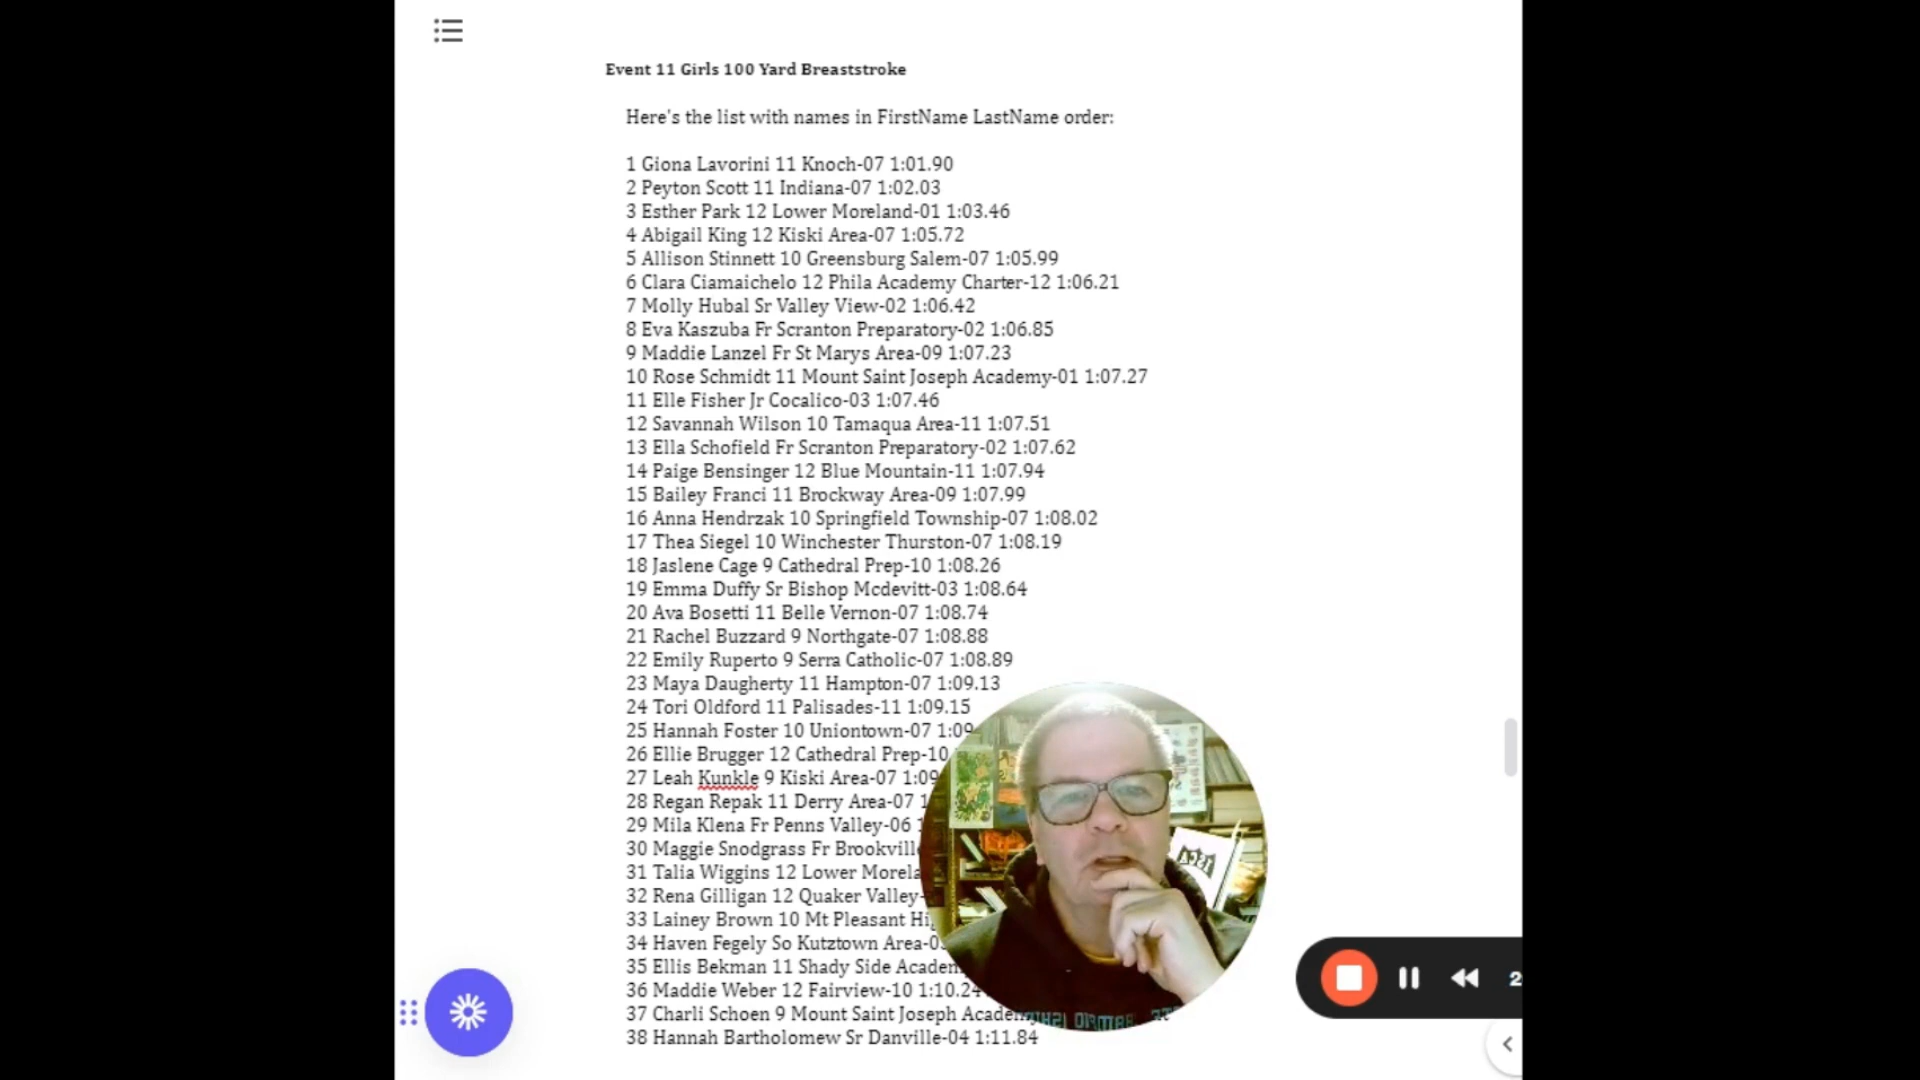 Event 11 Girls 100 Yard Breaststroke
Here's the list with names in FirstName LastName order:
1 Giona Lavorini 11 Knoch-07 1:01.90
2 Peyton Scott 11 Indiana-07 1:02.03
3 Esther Park 12 Lower Moreland-01 1:03.46
4 Abigail King 12 Kiski Area-07 1:05.72
5 Allison Stinnett 10 Greensburg Salem-07 1:05.99
6 Clara Ciamaichelo 12 Phila Academy Charter-12 1:06.21
7 Molly Hubal Sr Valley View-02 1:06.42
8 Eva Kaszuba Fr Scranton Preparatory-02 1:06.85
9 Maddie Lanzel Fr St Marys Area-09 1:07.23
10 Rose Schmidt 11 Mount Saint Joseph Academy-01 1:07.27
11 Elle Fisher Jr Cocalico-03 1:07.46
12 Savannah Wilson 10 Tamaqua Area-11 1:07.51
13 Ella Schofield Fr Scranton Preparatory-02 1:07.62
14 Paige Bensinger 12 Blue Mountain-11 1:07.94
15 Bailey Franci 11 Brockway Area-09 1:07.99
16 Anna Hendrzak 10 Springfield Township-07 1:08.02
17 Thea Siegel 10 Winchester Thurston-07 1:08.19
18 Jaslene Cage 9 Cathedral Prep-10 1:08.26
19 Emma Duffy Sr Bishop Mcdevitt-03 1:08.64
20 Ava Bosetti 11 Belle Vernon-07 1:08.74
21 Rachel Buzzard 9 Northgate-07 1:08.88
22 Emily Ruperto 9 Serra Catholic-07 1:08.89
23 Maya Daugherty 11 Hampton-07 1:09.13
24 Tori Oldford 11 Palisades-11 1:09.15
25 Hannah Foster 10 Uniontown-07 1:09
26 Ellie Brugger 12 Cathedral Prep-10
27 Leah Kunkle 9 Kiski Area-07 1:09
28 Regan Repak 11 Derry Area-07
29 Mila Klena Fr Penns Valley-06
30 Maggie Snodgrass Fr
31 Talia Wiggins 12 Lower
32 Rena Gilligan 12 Quaker Valley-
33 Lainey Brown 10 Mt Pleasant
34 Haven Fegely So Kutztown
35 Ellis Bekman 11 Shady Side
36 Maddie Weber 12 Fairview-10 1:10.24
37 Charli Schoen 9 Mount Saint Joseph
38 Hannah Bartholomew Sr Danville-04 1:11.84
ISCA
2